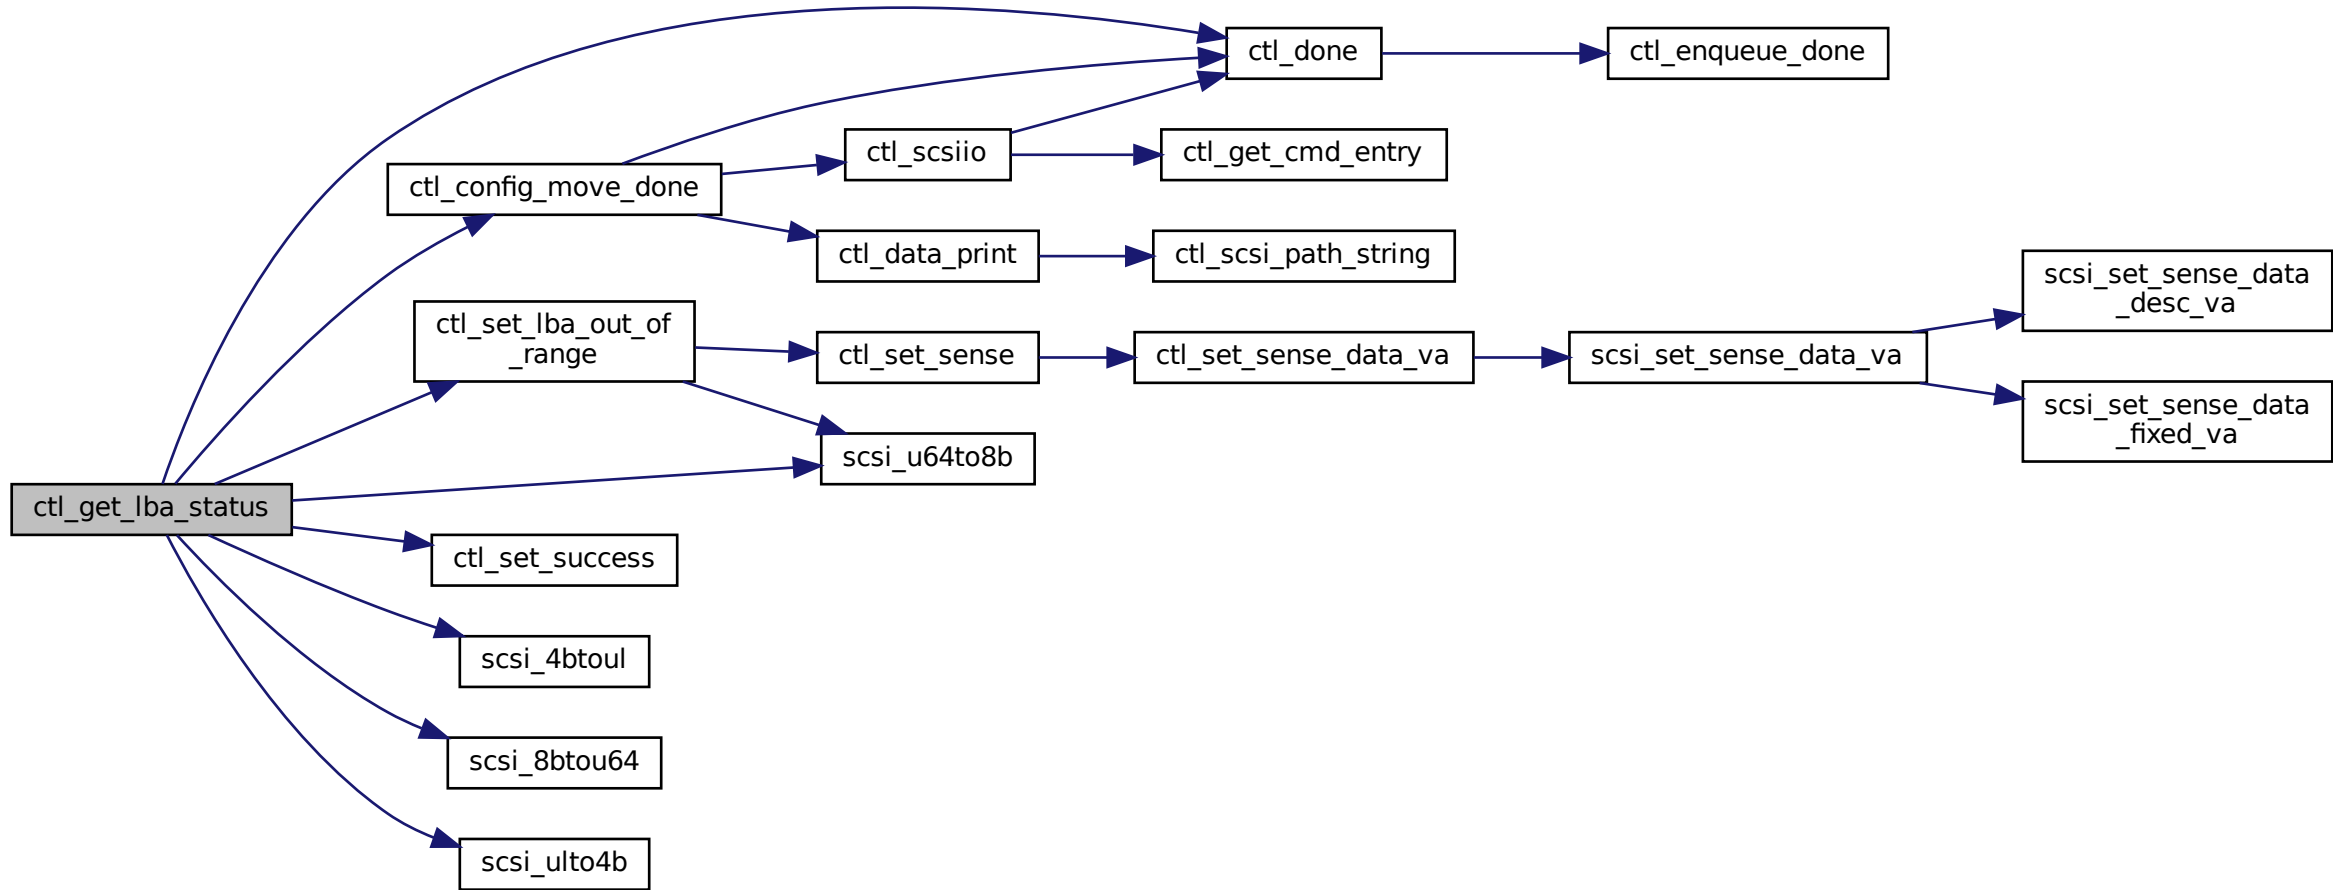 ctl_done
ctl_enqueue_done
ctl_scsiio
ctl_get_cmd_entry
ctl_config_move_done
ctl_data_print
ctl_scsi_path_string
scsi_set_sense_data
_desc_va
ctl_set_lba_out_of
_range
ctl_set_sense
ctl_set_sense_data_va
scsi_set_sense_data_va
scsi_set_sense_data
_fixed_va
scsi_u64to8b
ctl_get_lba_status
ctl_set_success
scsi_4btoul
scsi_8btou64
scsi_ulto4b